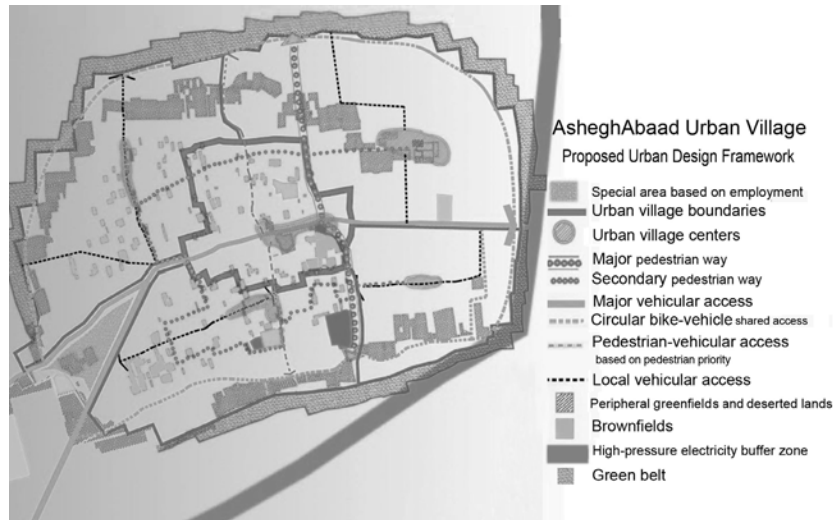 AsheghAbaad Urban Village
Proposed Urban Design Framework
Special area based on employment
Urban village boundaries
Urban village centers
Major pedestrian way
Secondary pedestrian way
Major vehicular access
Circular bike-vehicle shared access
Pedestrian-vehicular access
based on pedestrian priority
Local vehicular access
Peripheral greenfields and deserted lands
Brownfields
High-pressure electricity buffer zone
Green belt